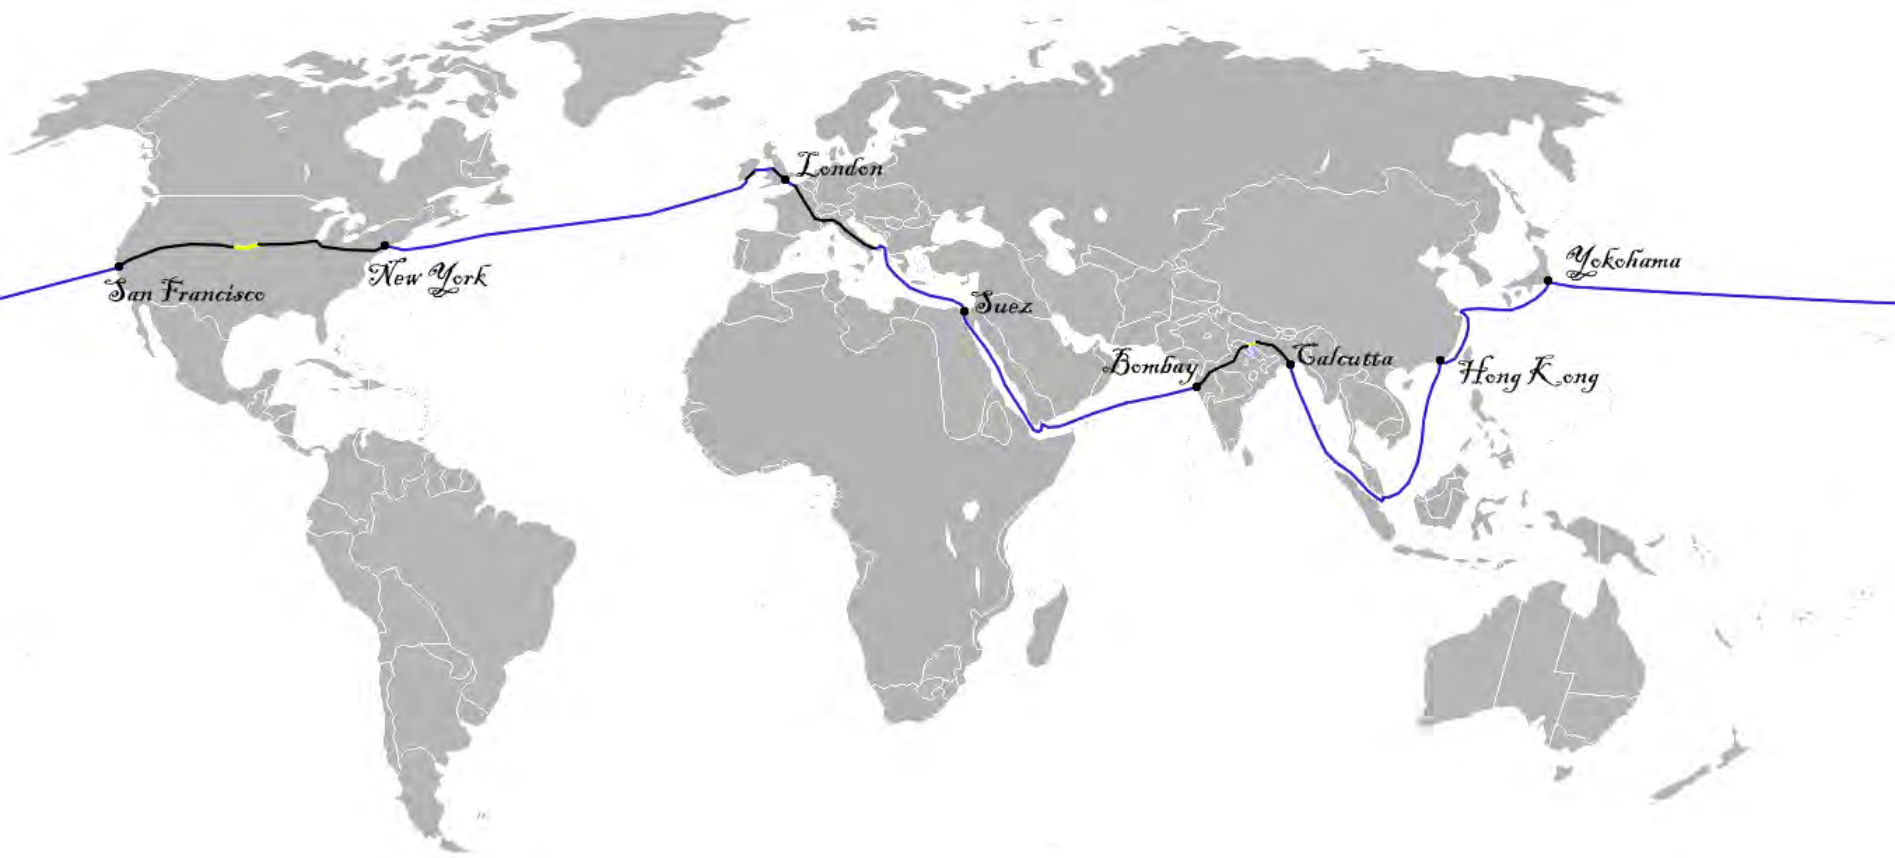 London
San Francisco
New York
Suez
Bombay
Calcutta
Hong Kong
Yokohama